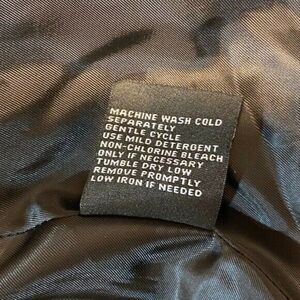 MACHINE WASH COLD
SEPARATELY
GENTLE CYCLE
USE MILD DETERGENT
NON-CHLORINE BLEACH
ONLY IF NECESSARY
TUMBLE DRY LOW
REMOVE PROMPTLY
LOW IRON IF NEEDED